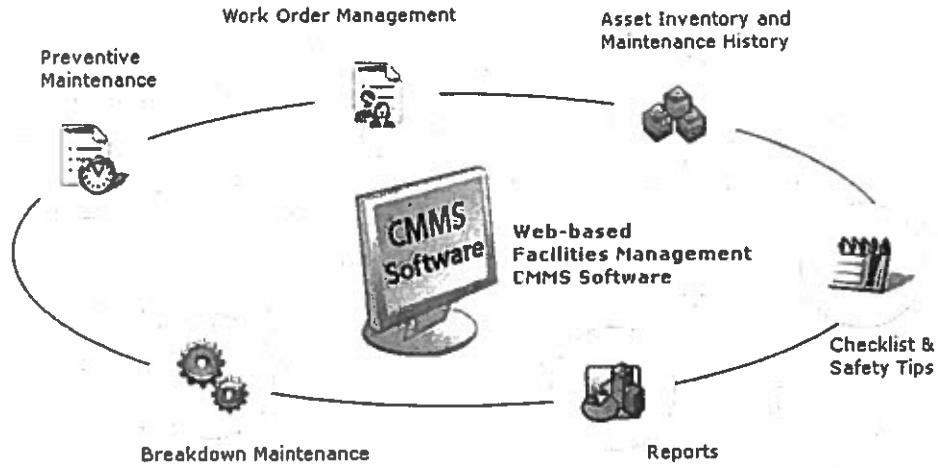 Work Order Management
Asset Inventory and
Maintenance History
Preventive
Maintenance
CMMS
Software
Web-based
Facilities Management
CMMS Software
Checklist &
Safety Tips
Breakdown Maintenance
Reports